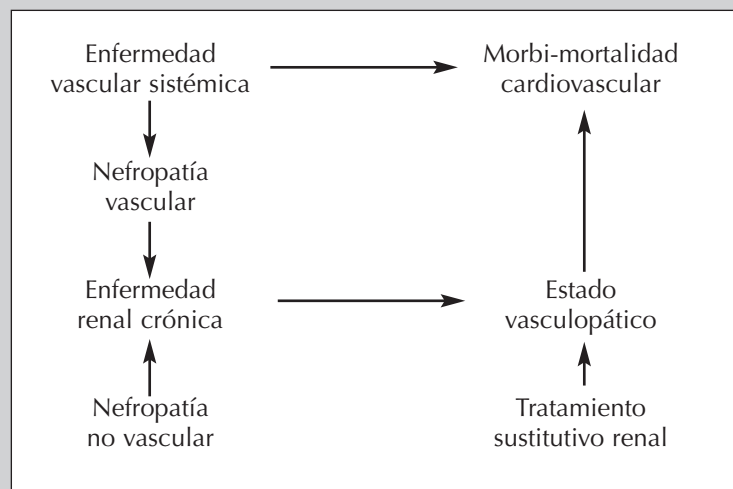 Enfermedad
vascular sistémica
Morbi-mortalidad
cardiovascular
Nefropatía
vascular
Enfermedad
renal crónica
Estado
vasculopático
Nefropatía
no vascular
Tratamiento
sustitutivo renal